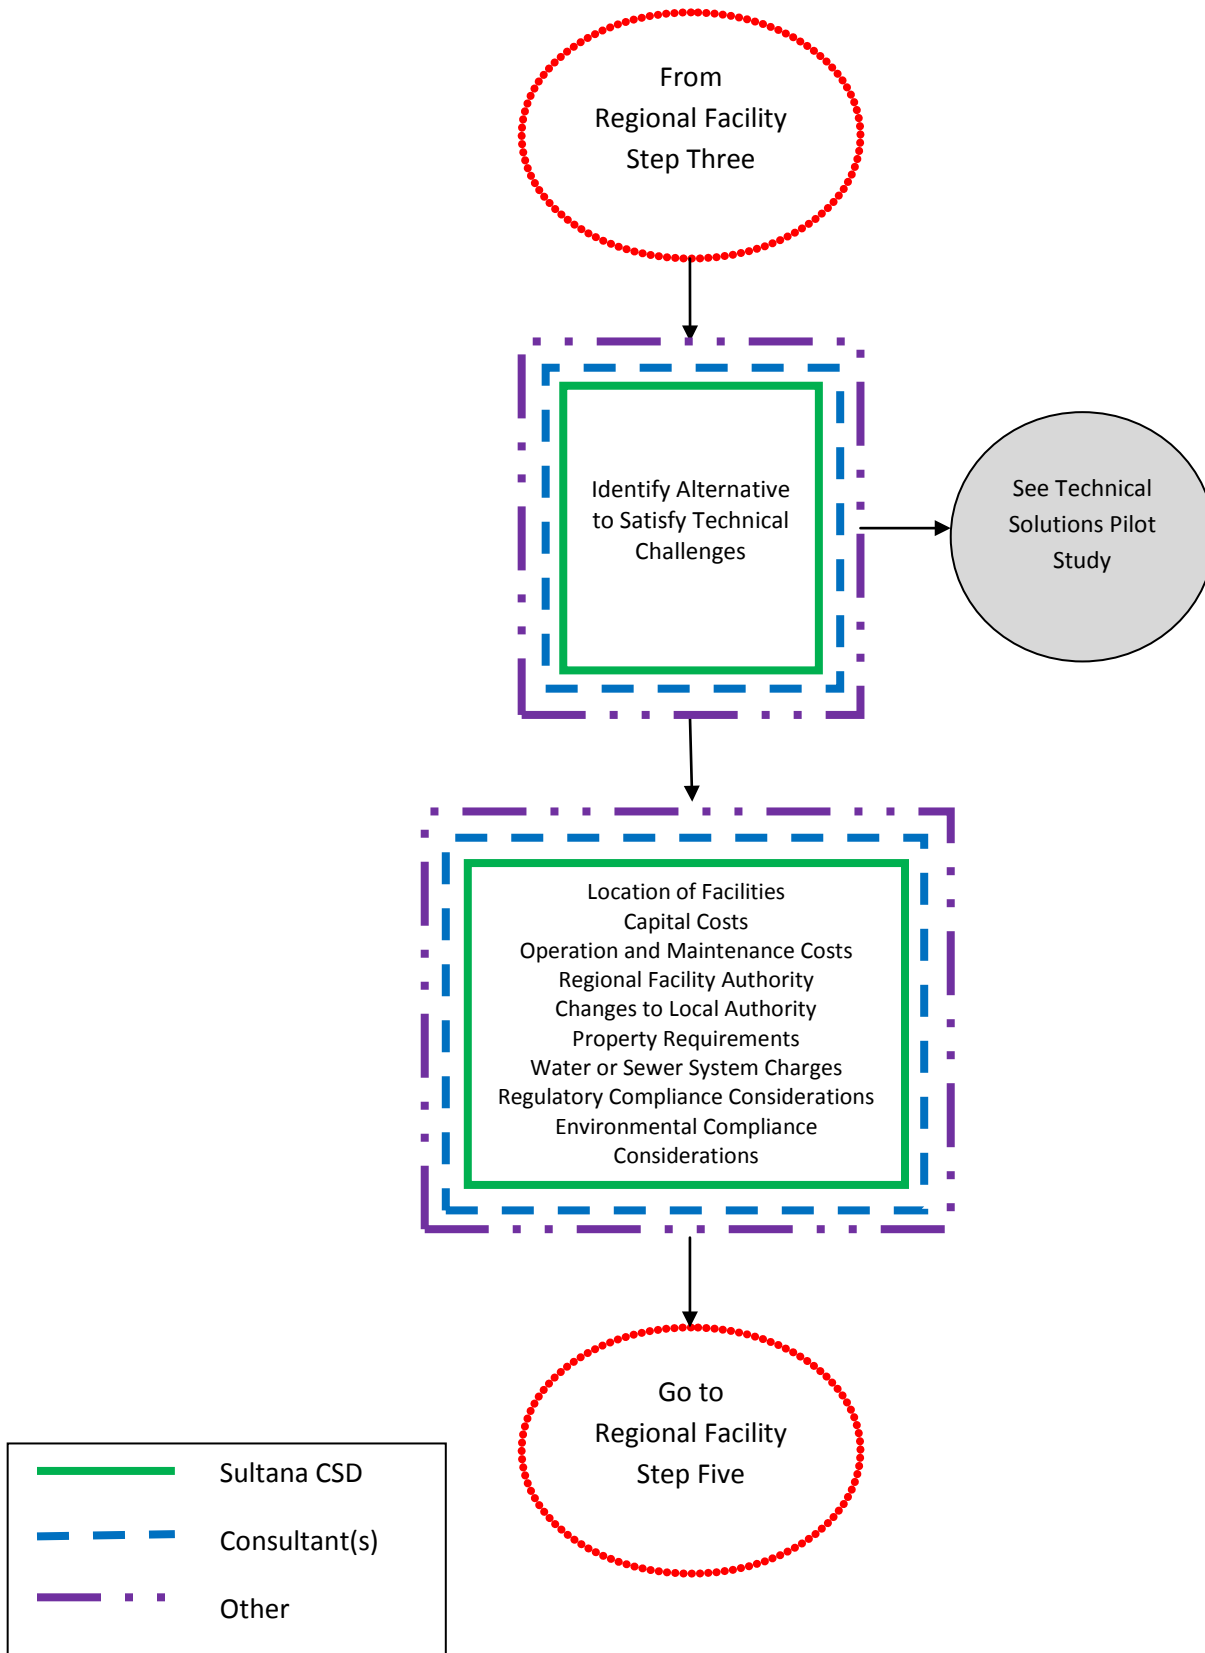 From
Regional Facility
Step Three
Identify Alternative
to Satisfy Technical
Challenges
See Technical
Solutions Pilot
Study
Location of Facilities
Capital Costs
Operation and Maintenance Costs
Regional Facility Authority
Changes to Local Authority
Property Requirements
Water or Sewer System Charges
Regulatory Compliance Considerations
Environmental Compliance
Considerations
Go to
Regional Facility
Step Five
Sultana CSD
Consultant(s)
Other